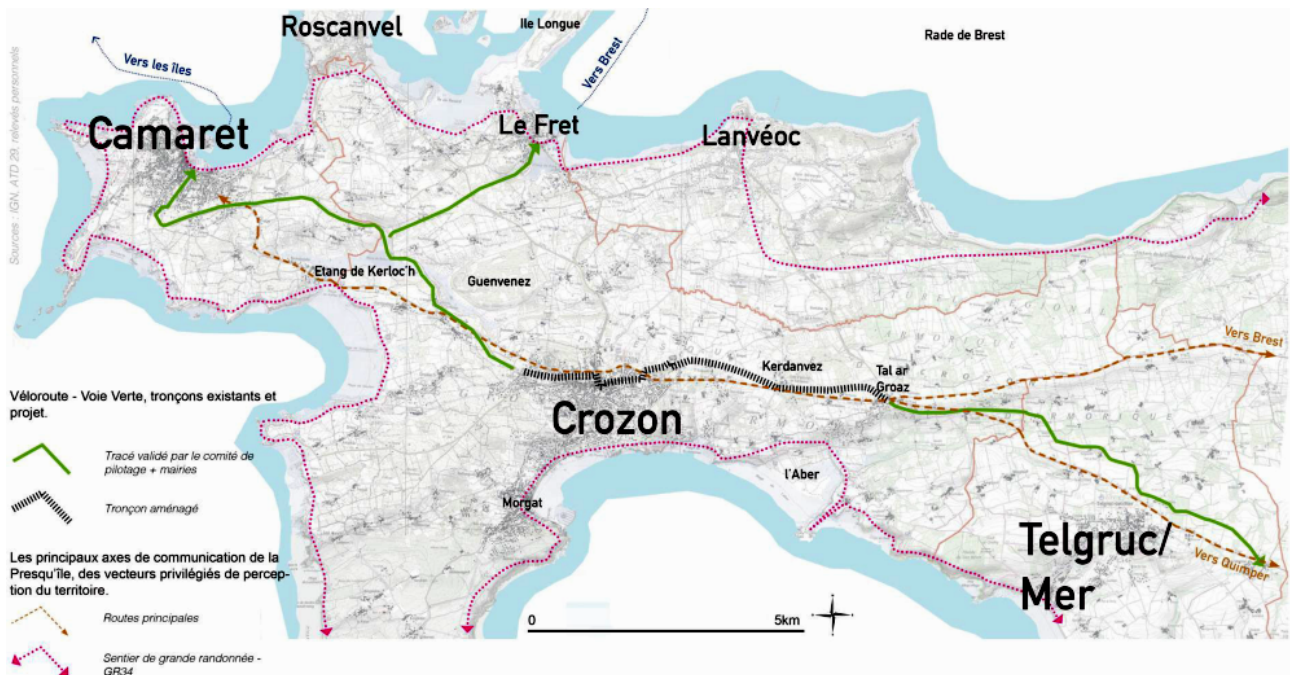 Roscanvel
Ile Longue
Vers Brest
Rade de Brest
Vers les îles
Sources : IGN, ATD 29, relevés personnels
Camaret
Le Fret
Lanvéoc
Etang de Kerloc'h
Guenvenez
Vers Brest
Kerdanvez
Tal ar
Groaz
Crozon
l'Aber
Morgat
Telgruc/
Mer
Vers Quimper
0
5km
Véloroute - Voie Verte, tronçons existants et
projet.
Tracé validé par le comité de
pilotage + mairies
Tronçon aménagé
Les principaux axes de communication de la
Presqu'île, des vecteurs privilégiés de percep-
tion du territoire.
Routes principales
Sentier de grande randonnée -
GR34